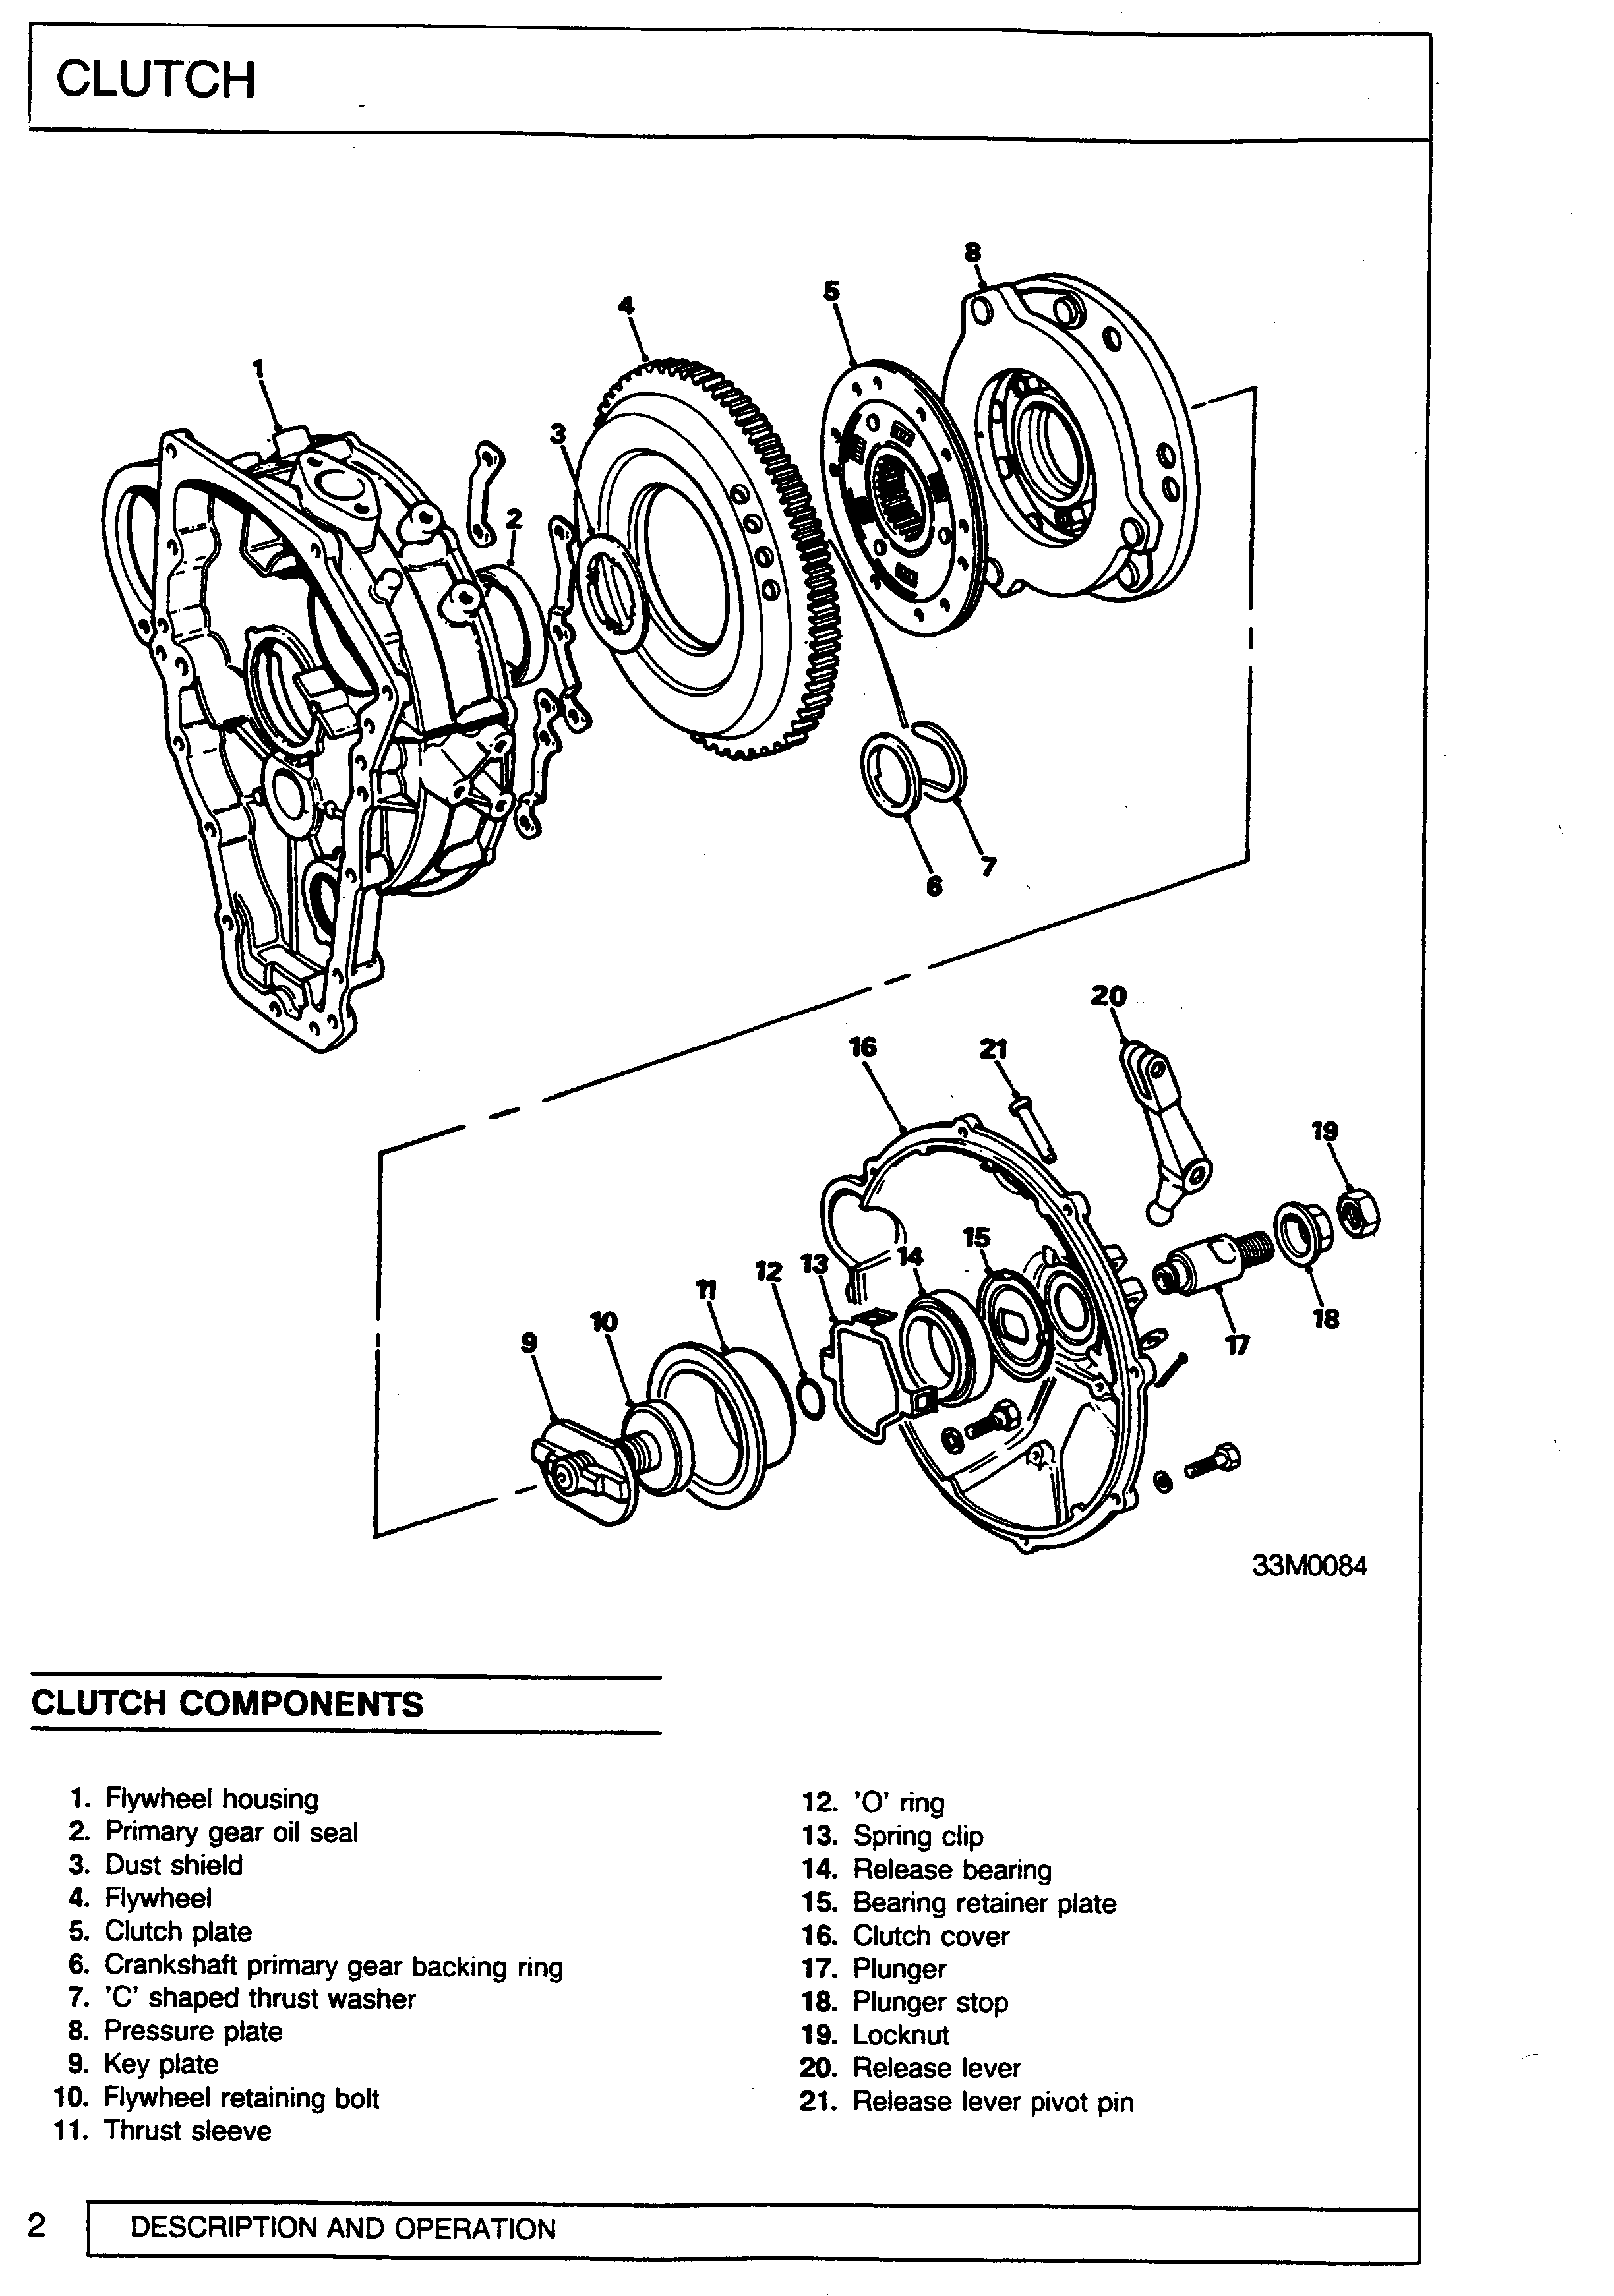 CLUTCH
8
5
4
1
3
2
7
6
20
16
21
19
15
14
13
12
11
10
9
18
17
33M0084
CLUTCH COMPONENTS
1. Flywheel housing
2. Primary gear oil seal
3. Dust shield
4. Flywheel
5. Clutch plate
6. Crankshaft primary gear backing ring
7. 'C' shaped thrust washer
8. Pressure plate
9. Key plate
10. Flywheel retaining bolt
11. Thrust sleeve
12. 'O' ring
13. Spring clip
14. Release bearing
15. Bearing retainer plate
16. Clutch cover
17. Plunger
18. Plunger stop
19. Locknut
20. Release lever
21. Release lever pivot pin
2 DESCRIPTION AND OPERATION